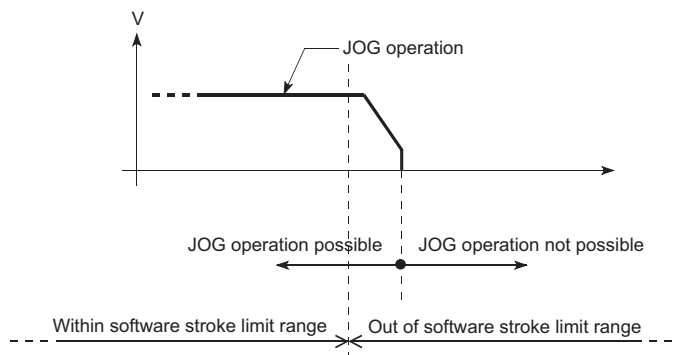 V
JOG operation
JOG operation possible
JOG operation not possible
Within software stroke limit range
Out of software stroke limit range